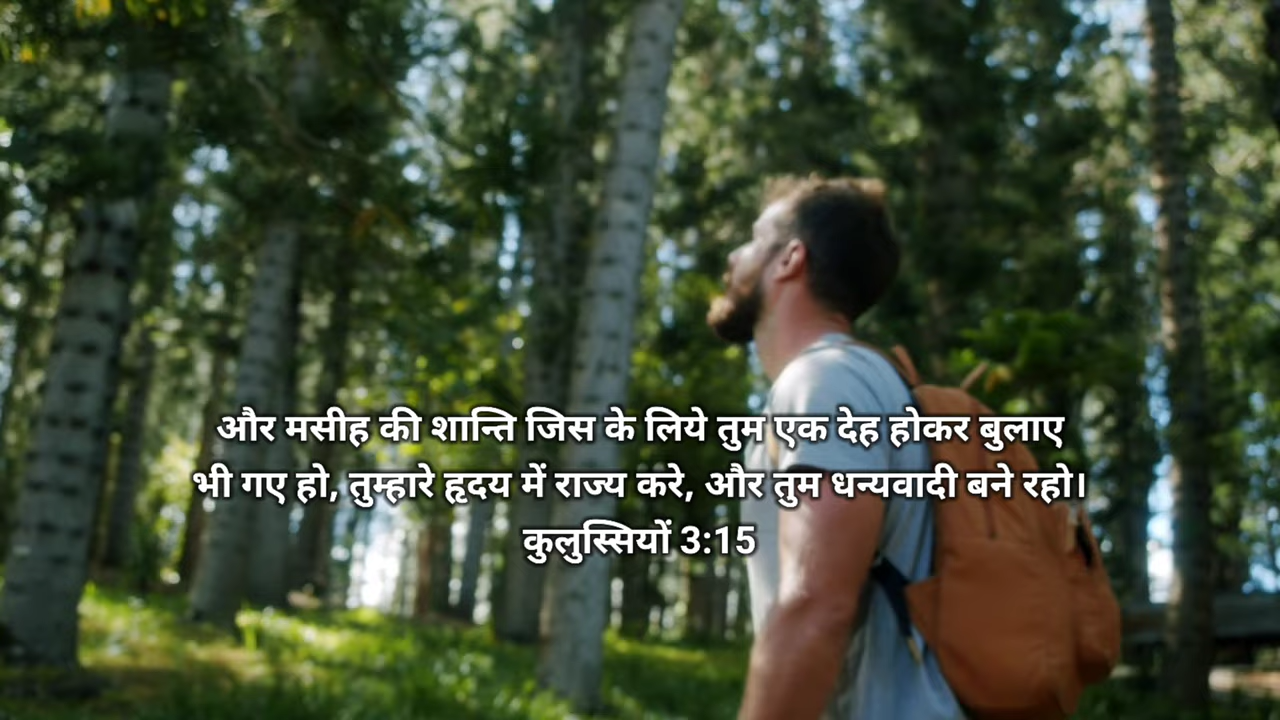 और मसीह की शान्ति जिस के लिये तुम एक देह होकर बुलाए
भी गए हो, तुम्हारे हृदय में राज्य करे, और तुम धन्यवादी बने रहो।
कुलुस्सियों 3:15